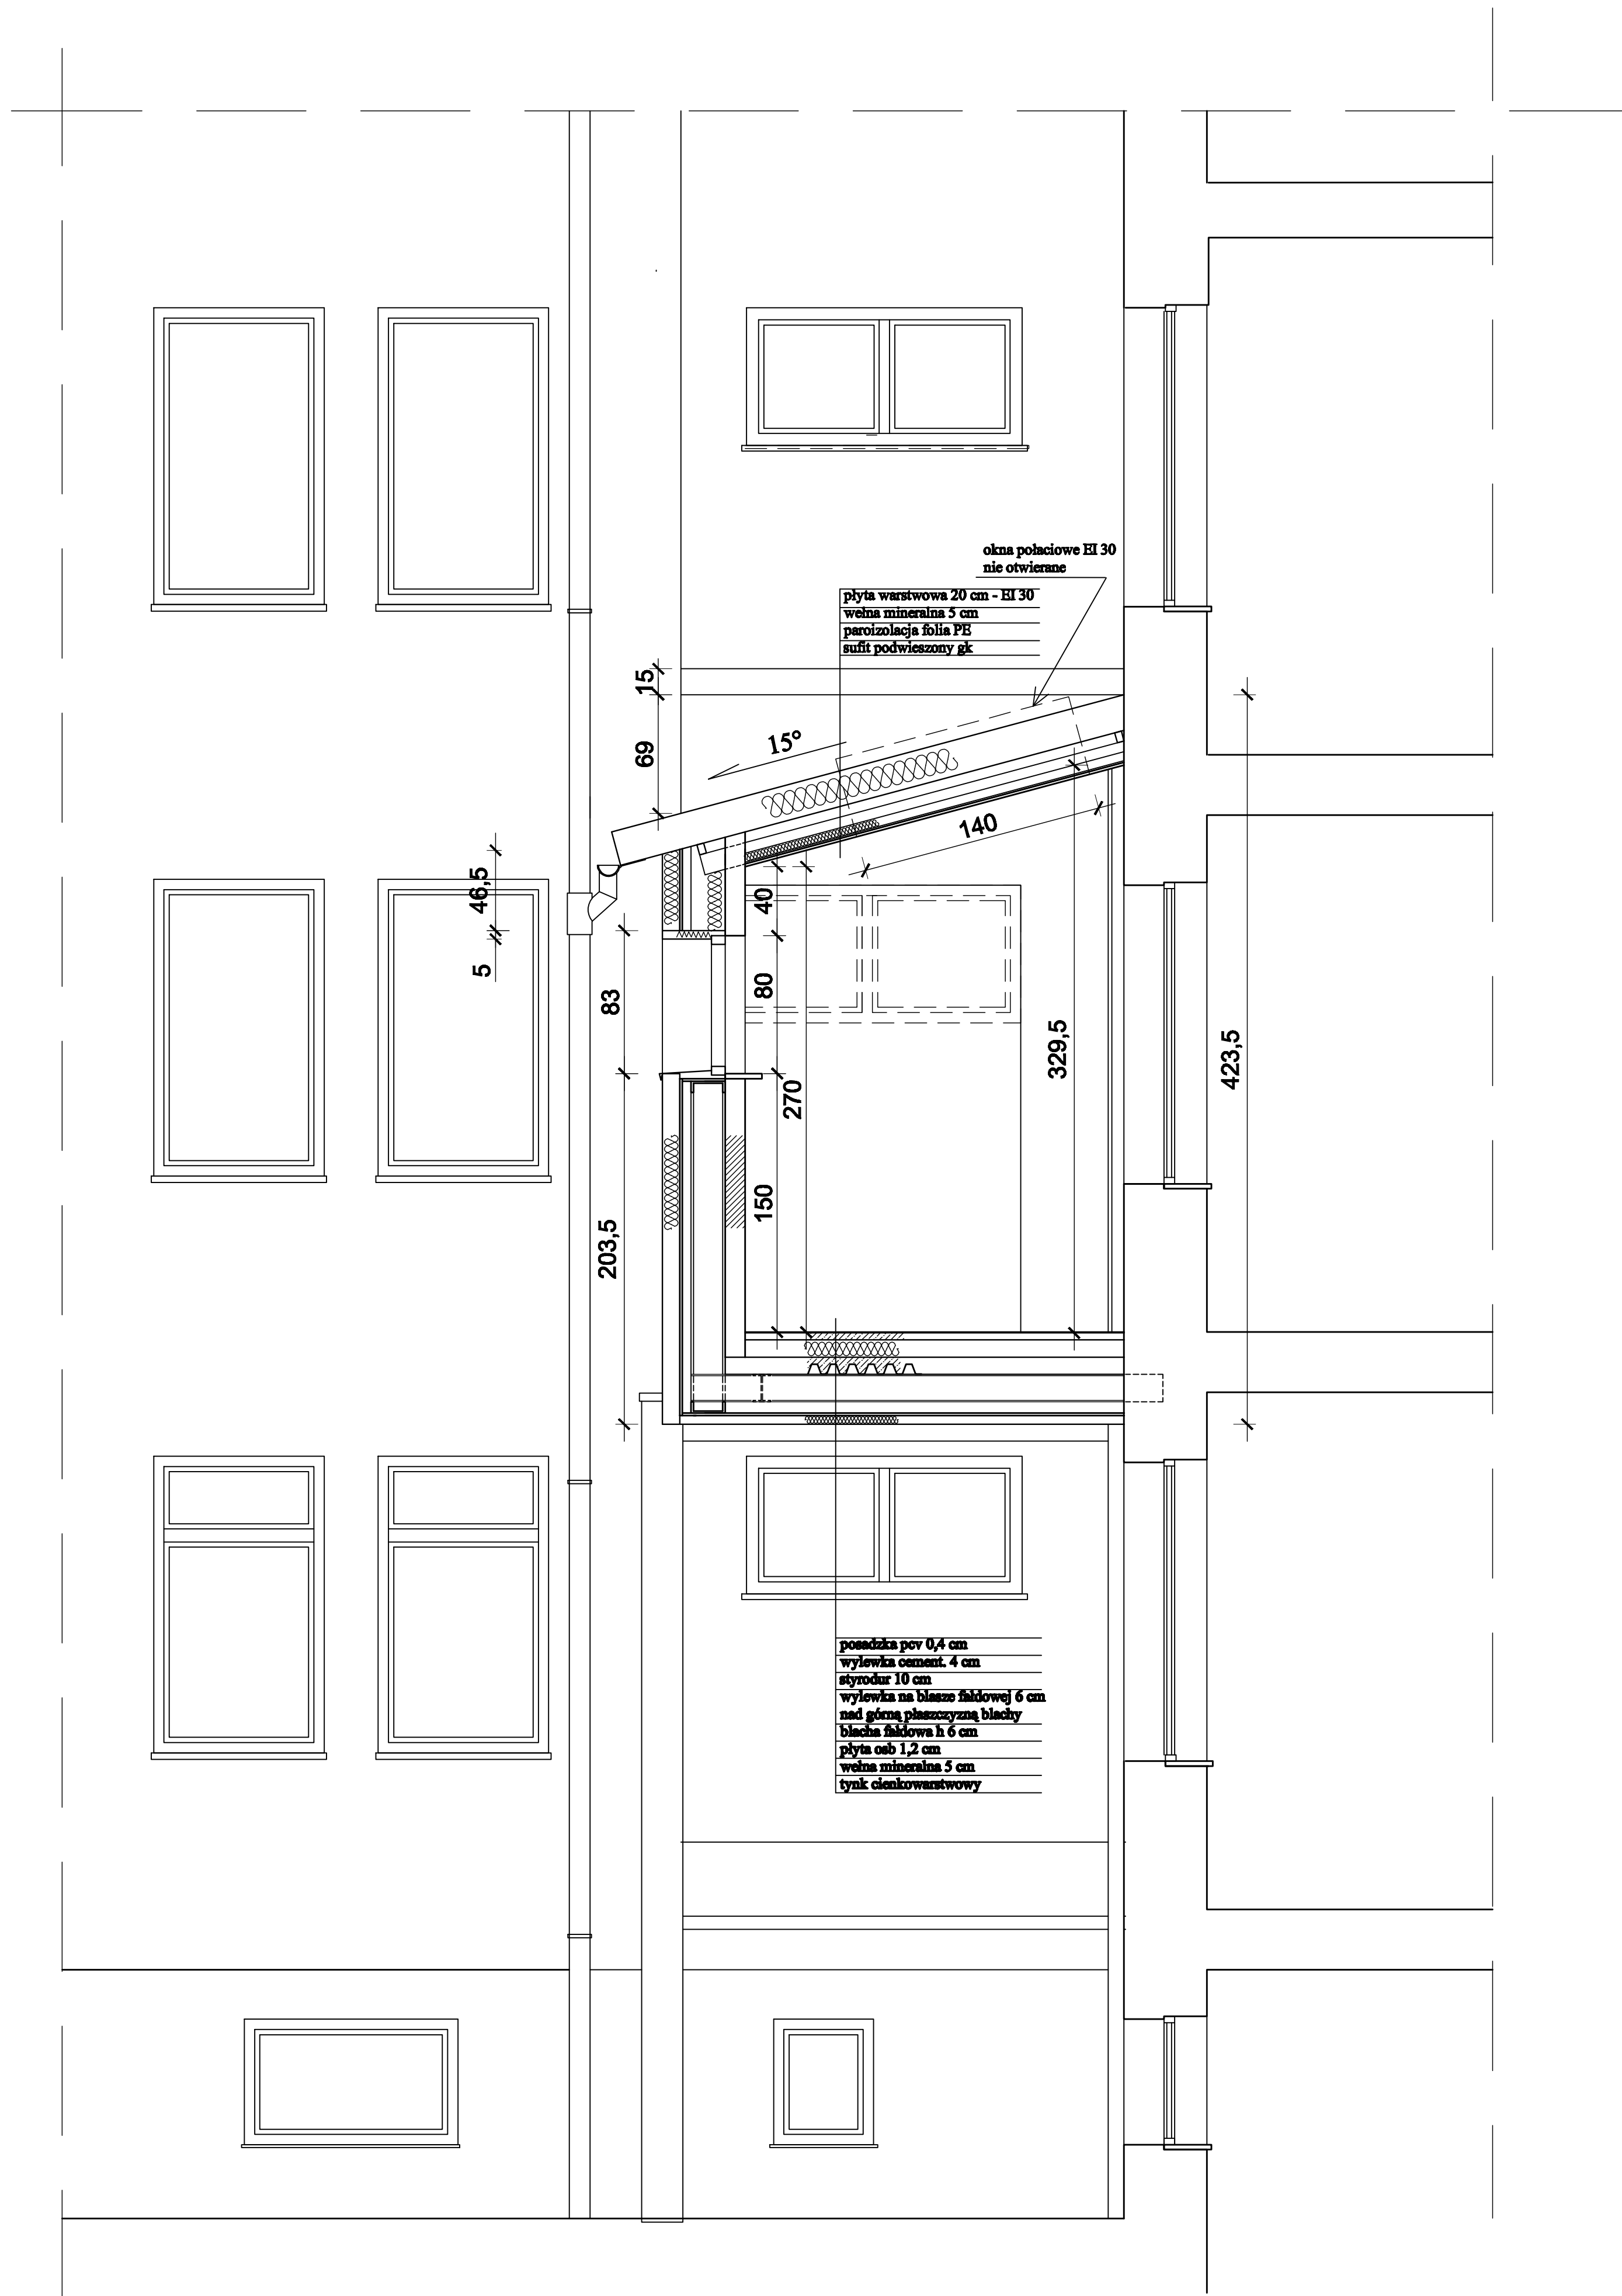 okna połaciowe EI 30
nie otwierane
płyta warstwowa 20 cm - EI 30
wełna mineralna 5 cm
paroizolacja folia PE
sufit podwieszony gk
15
69
15°
140
46,5
5
40
83
80
329,5
423,5
270
150
203,5
posadzka pcv 0,4 cm
wylewka cement. 4 cm
styrodur 10 cm
wylewka na blasze fałdowej 6 cm
nad górną płaszczyzną blachy
blacha fałdowa h 6 cm
płyta osb 1,2 cm
wełna mineralna 5 cm
tynk cienkowarstwowy